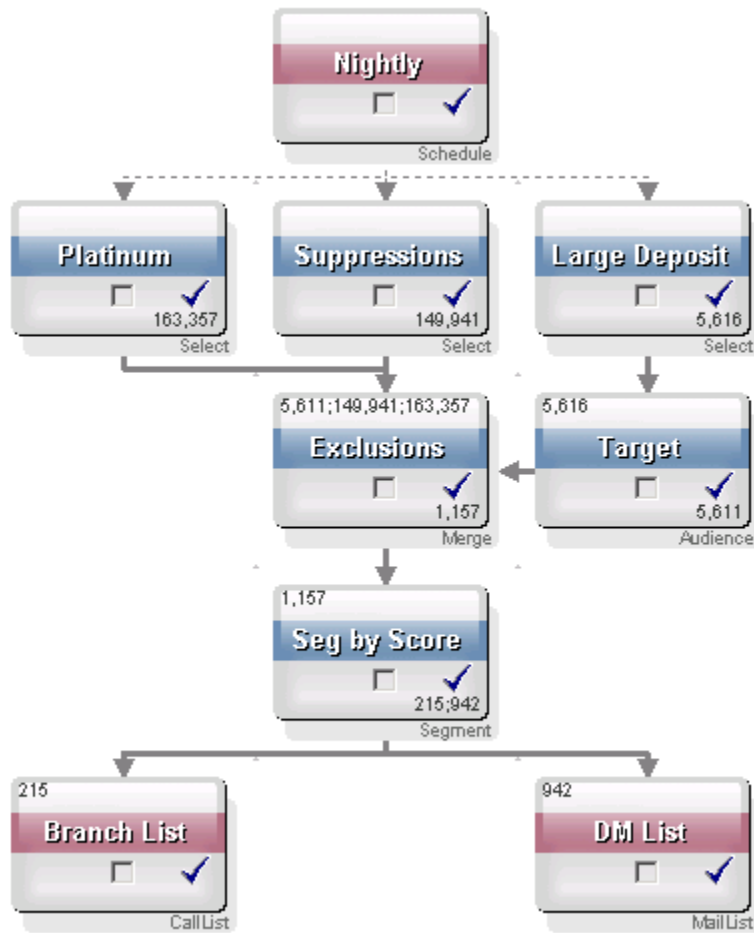 Nightly
Schedule
Platinum
163,357
Select
Suppressions
149,941
Select
Large Deposit
5,616
Select
5,611;149,941;163,357
Exclusions
1,157
Merge
5,616
Target
5,611
Audience
1,157
Seg by Score
215;942
Segment
215
Branch List
CallList
942
DM List
MailList